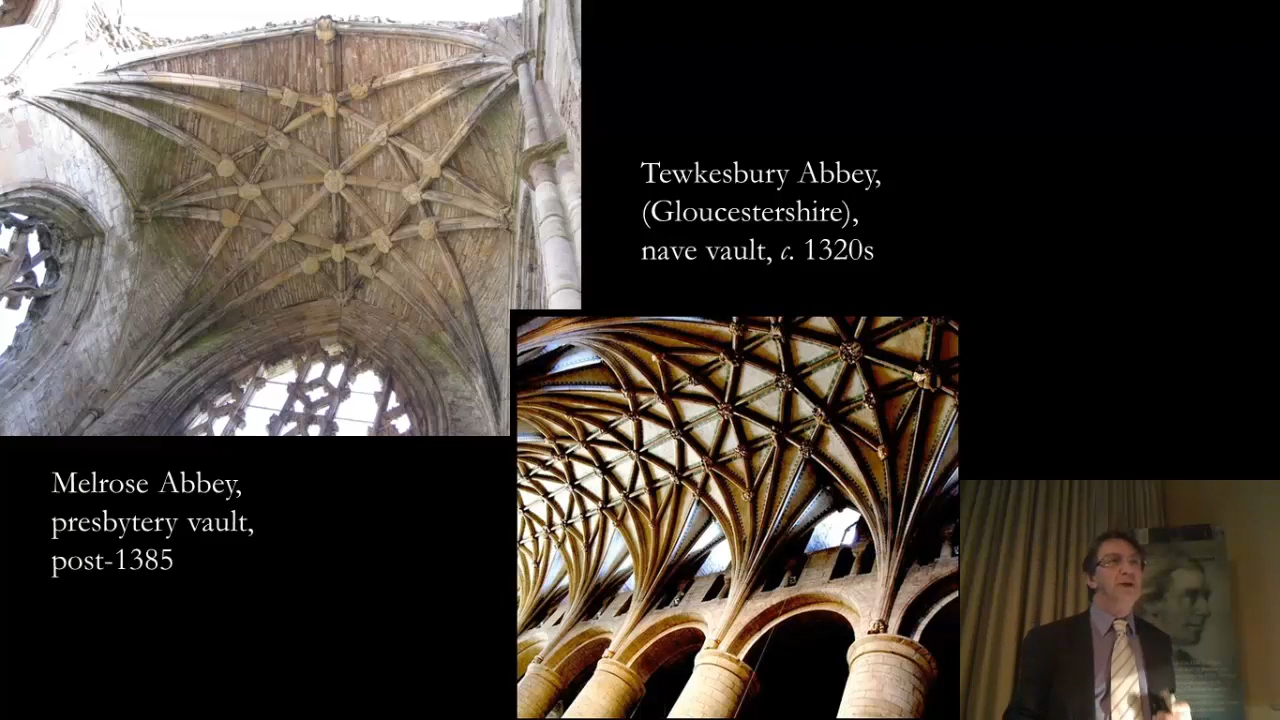 Tewkesbury Abbey,
(Gloucestershire),
nave vault, c. 1320s
Melrose Abbey,
presbytery vault,
post-1385